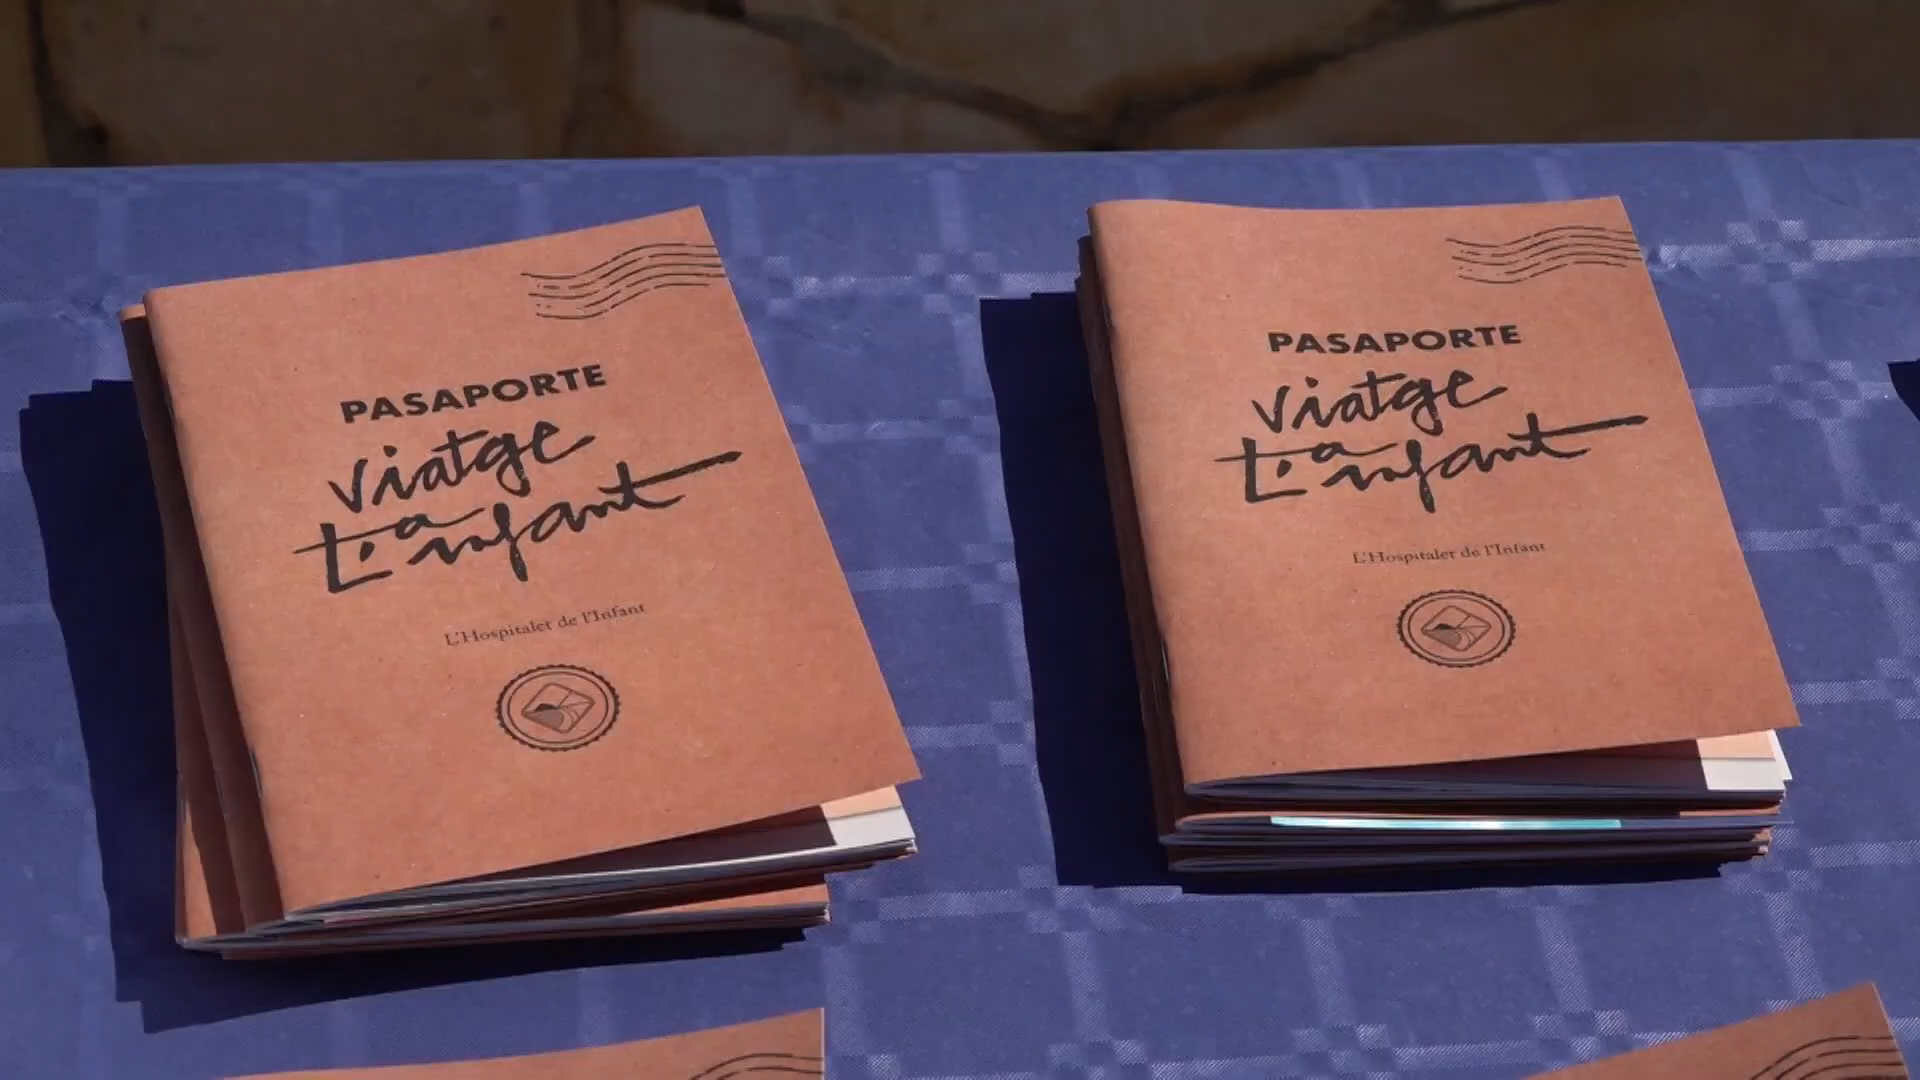 PASAPORTE
viatge
a
L'infant
L'Hospitalet de l'Infant
PASAPORTE
viatge
a
L'infant
L'Hospitalet de l'Infant